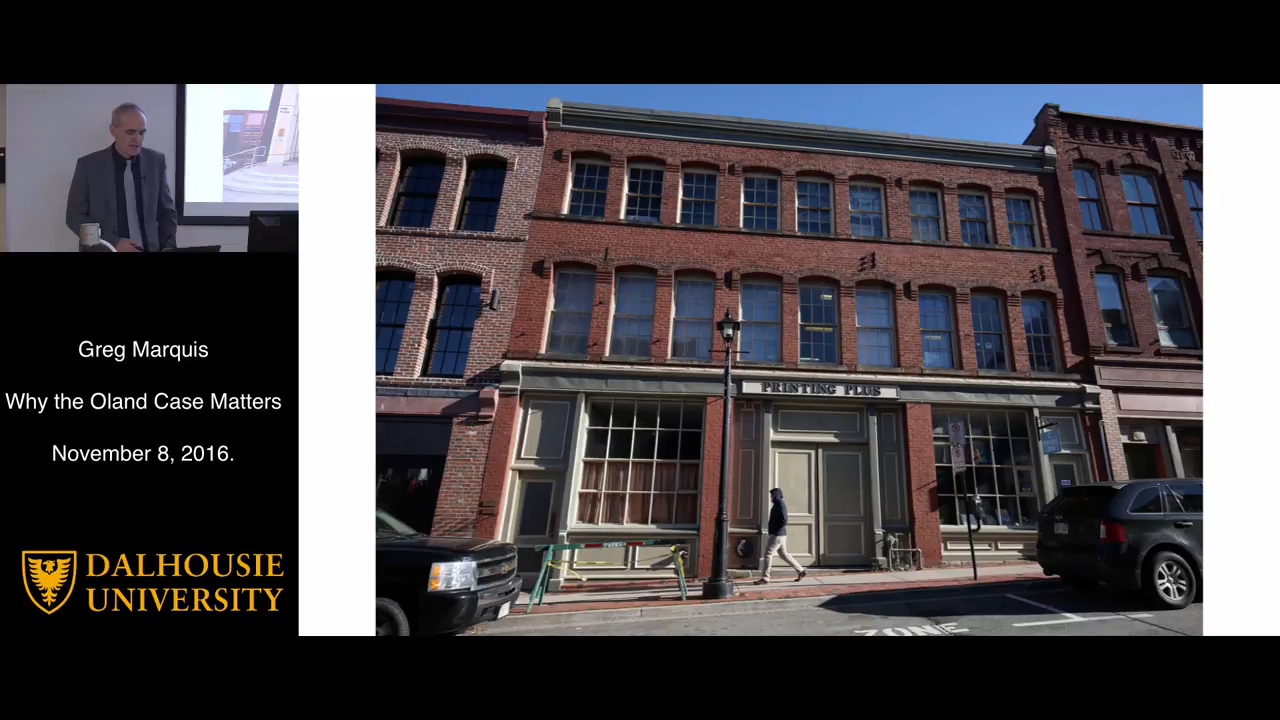 Greg Marquis
Why the Oland Case Matters
November 8, 2016.
DALHOUSIE
UNIVERSITY
PRINTING PLUS
ZONE